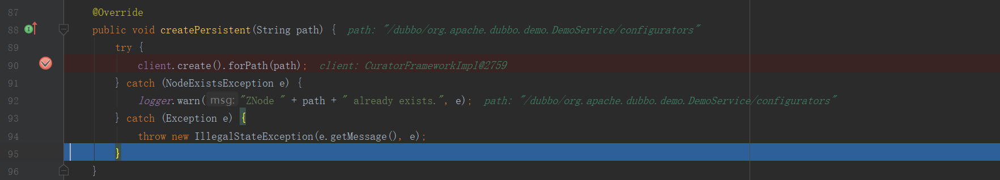 87 @Override
88 public void createPersistent(String path) { path: "/dubbo/org.apache.dubbo.demo.DemoService/configurators"
89 try {
90 client.create().forPath(path); client: CuratorFrameworkImpl@2759
91 } catch (NodeExistsException e) {
92 logger.warn( msg: "ZNode " + path + " already exists.", e); path: "/dubbo/org.apache.dubbo.demo.DemoService/configurators"
93 } catch (Exception e) {
94 throw new IllegalStateException(e.getMessage(), e);
95 }
96 }